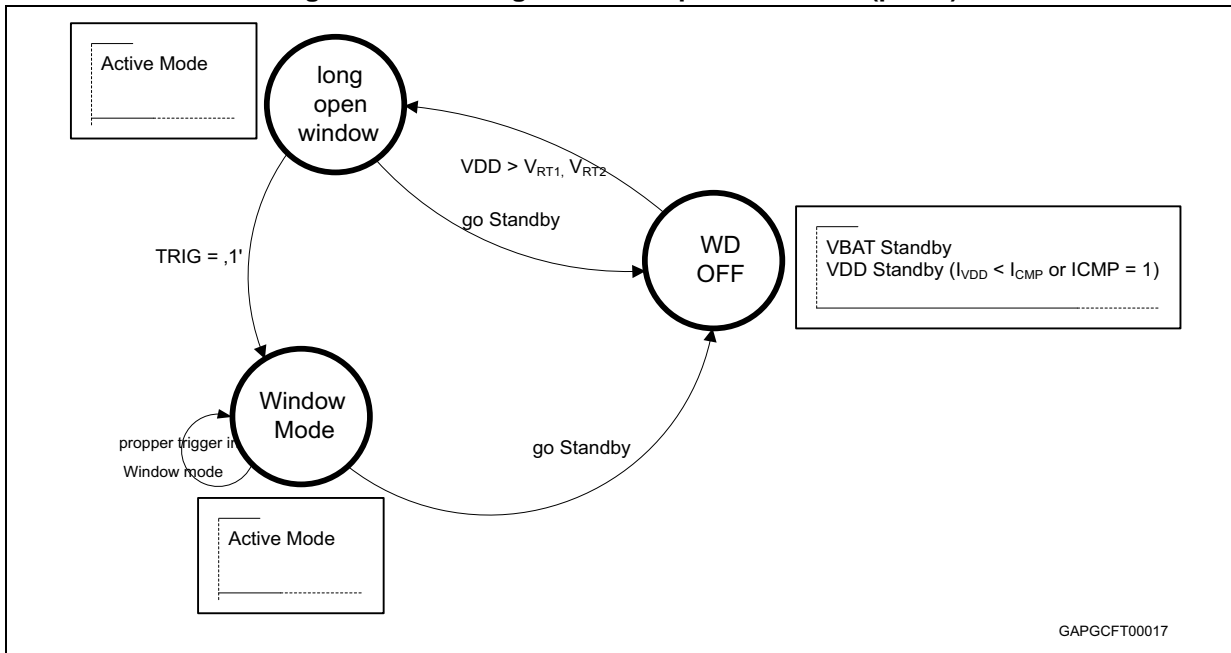 Active Mode
long
open
window
VDD > VRT1, VRT2
go Standby
WD
OFF
VBAT Standby
VDD Standby (IVDD < ICMP or ICMP = 1)
TRIG = ‚1'
Window
Mode
propper trigger in
Window mode
go Standby
Active Mode
GAPGCFT00017